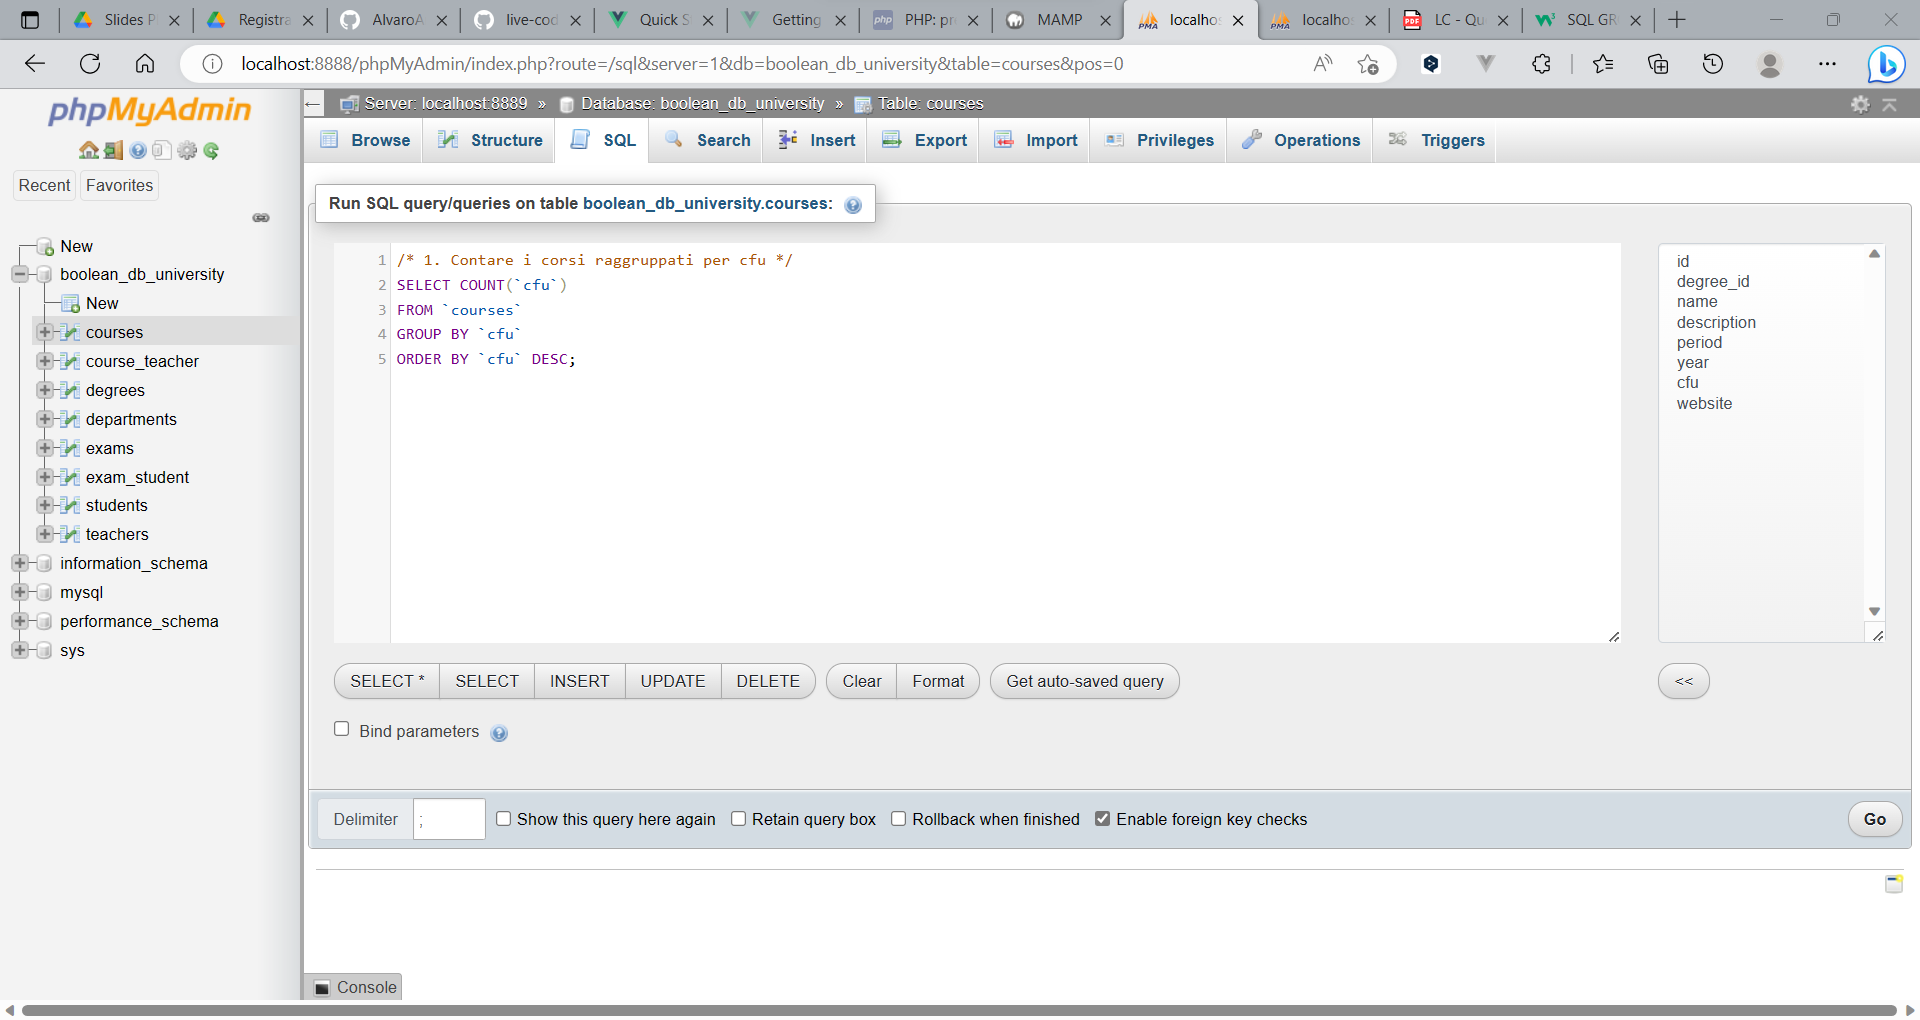 Slides P
Registra
AlvaroA
live-cod
Quick S
Getting
php PHP: pr
MAMP
PMA localhos
PMA localhos
PDF LC - Qu
SQL GR
localhost:8888/phpMyAdmin/index.php?route=/sql&server=1&db=boolean_db_university&table=courses&pos=0
phpMyAdmin
Recent Favorites
New
boolean_db_university
New
courses
course_teacher
degrees
departments
exams
exam_student
students
teachers
information_schema
mysql
performance_schema
sys
Server: localhost:8889 » Database: boolean_db_university » Table: courses
Browse Structure SQL Search Insert Export Import Privileges Operations Triggers
Run SQL query/queries on table boolean_db_university.courses:
1 /* 1. Contare i corsi raggruppati per cfu */
2 SELECT COUNT(`cfu`)
3 FROM `courses`
4 GROUP BY `cfu`
5 ORDER BY `cfu` DESC;
id
degree_id
name
description
period
year
cfu
website
SELECT * SELECT INSERT UPDATE DELETE Clear Format Get auto-saved query <<
Bind parameters
Delimiter ; Show this query here again Retain query box Rollback when finished Enable foreign key checks Go
Console